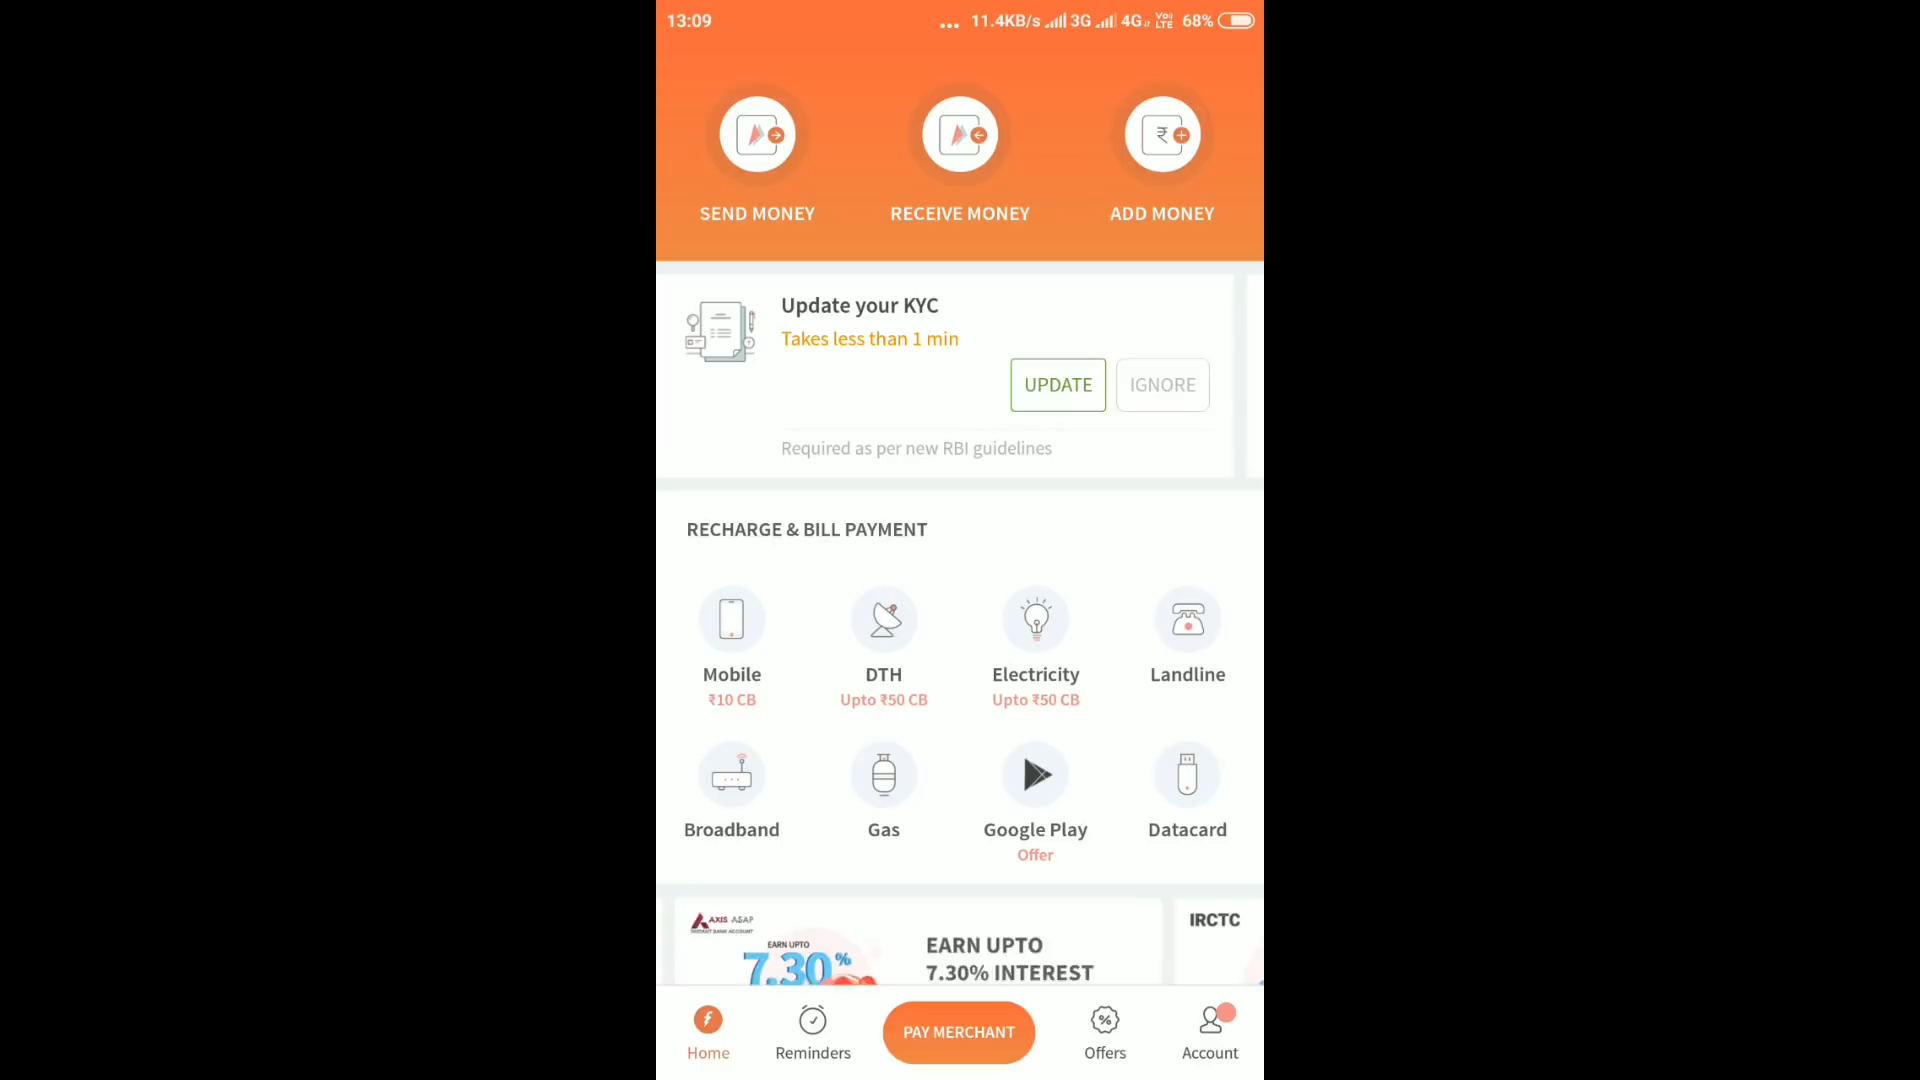 13:09
... 11.4KB/s 3G 4G VoLTE 68%
SEND MONEY RECEIVE MONEY ADD MONEY
Update your KYC
Takes less than 1 min
UPDATE IGNORE
Required as per new RBI guidelines
RECHARGE & BILL PAYMENT
Mobile DTH Electricity Landline
₹10 CB Upto ₹50 CB Upto ₹50 CB
Broadband Gas Google Play Datacard
Offer
AXIS ASAP
INSTANT BANK ACCOUNT
EARN UPTO
7.30%
EARN UPTO
7.30% INTEREST
IRCTC
Home Reminders PAY MERCHANT Offers Account